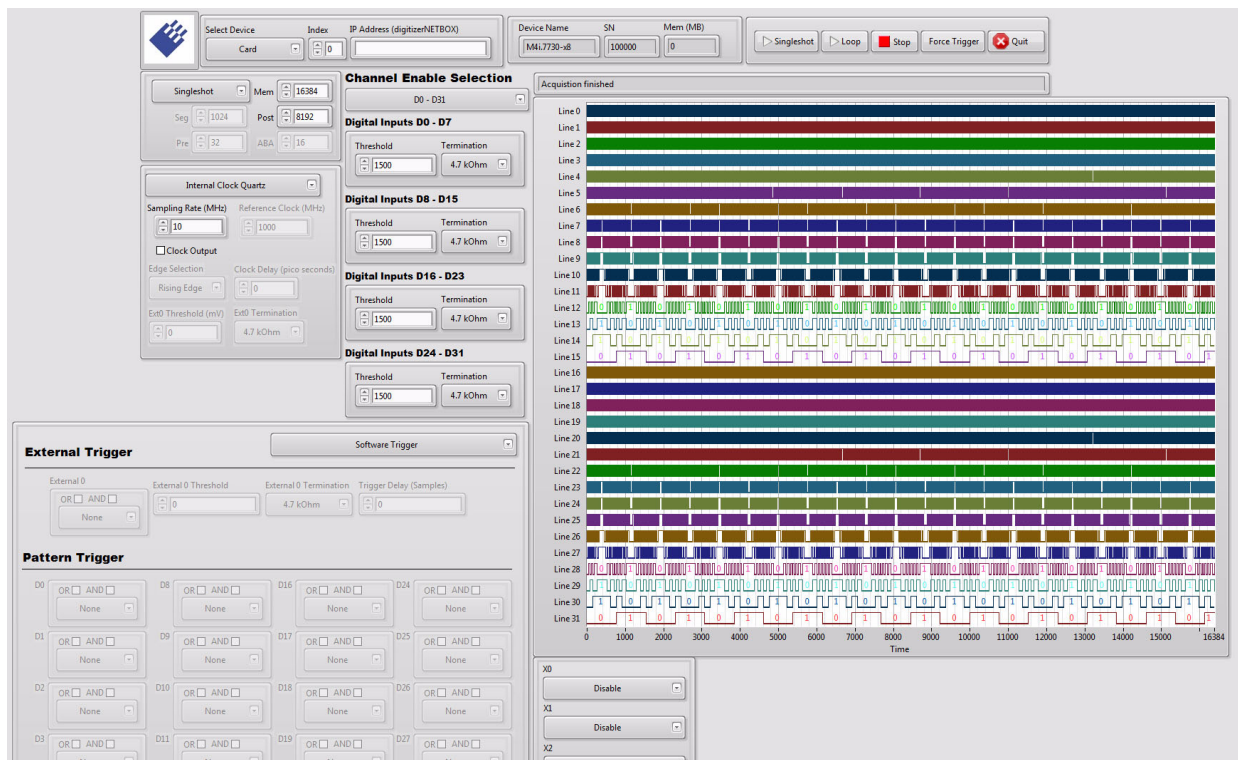 Select Device Index IP Address (digitizerNETBOX)
Card 0
Device Name SN Mem (MB)
M4i.7730-x8 100000 0
Singleshot Loop Stop Force Trigger Quit
Singleshot Mem 16384
Seg 1024 Post 8192
Pre 32 ABA 16
Channel Enable Selection
D0 - D31
Digital Inputs D0 - D7
Threshold Termination
1500 4.7 kOhm
Digital Inputs D8 - D15
Threshold Termination
1500 4.7 kOhm
Digital Inputs D16 - D23
Threshold Termination
1500 4.7 kOhm
Digital Inputs D24 - D31
Threshold Termination
1500 4.7 kOhm
Internal Clock Quartz
Sampling Rate (MHz) Reference Clock (MHz)
10 1000
Clock Output
Edge Selection Clock Delay (pico seconds)
Rising Edge 0
Ext0 Threshold (mV) Ext0 Termination
0 4.7 kOhm
Acquistion finished
Line 0
Line 1
Line 2
Line 3
Line 4
Line 5
Line 6
Line 7
Line 8
Line 9
Line 10
Line 11
Line 12
Line 13
Line 14
Line 15
Line 16
Line 17
Line 18
Line 19
Line 20
Line 21
Line 22
Line 23
Line 24
Line 25
Line 26
Line 27
Line 28
Line 29
Line 30
Line 31
0 1000 2000 3000 4000 5000 6000 7000 8000 9000 10000 11000 12000 13000 14000 15000 16384
Time
External Trigger
Software Trigger
External 0 External 0 Threshold External 0 Termination Trigger Delay (Samples)
OR AND
None 0 4.7 kOhm 0
Pattern Trigger
D0 OR AND D8 OR AND D16 OR AND D24 OR AND
None None None None
D1 OR AND D9 OR AND D17 OR AND D25 OR AND
None None None None
D2 OR AND D10 OR AND D18 OR AND D26 OR AND
None None None None
D3 OR AND D11 OR AND D19 OR AND D27 OR AND
X0
Disable
X1
Disable
X2